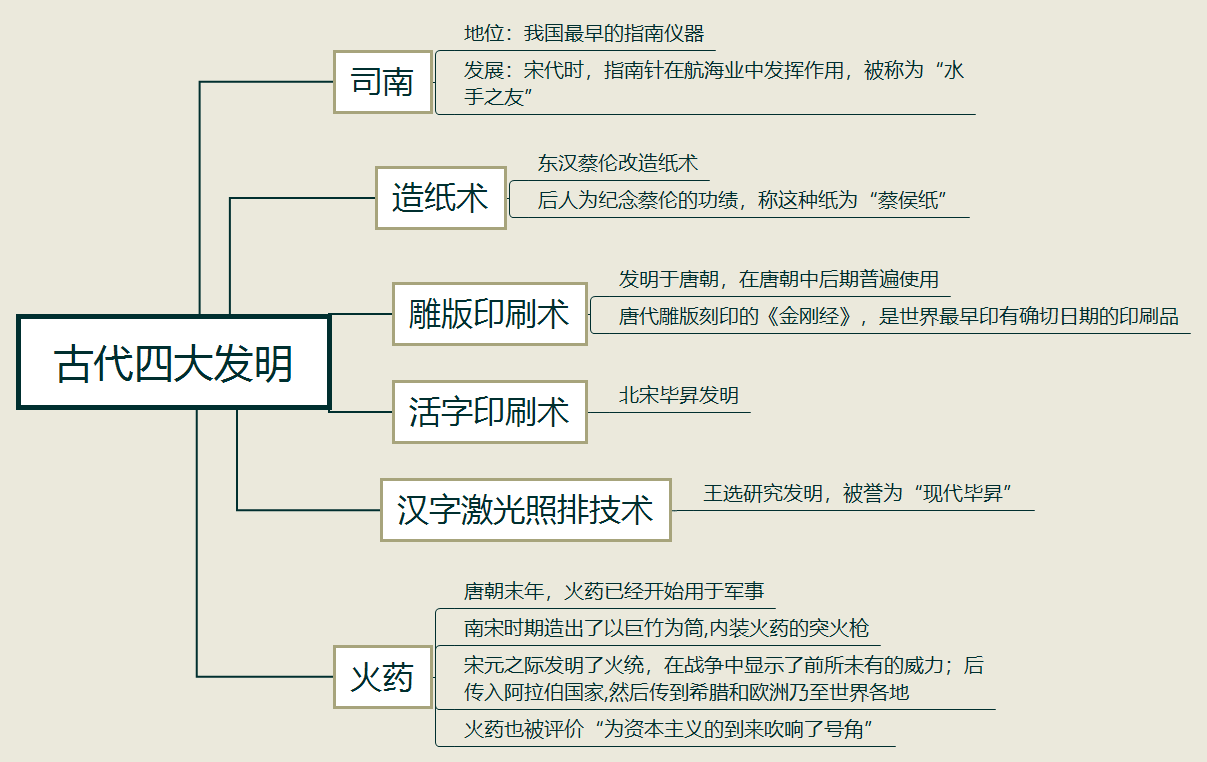 古代四大发明
司南
地位：我国最早的指南仪器
发展：宋代时，指南针在航海业中发挥作用，被称为“水
手之友”
造纸术
东汉蔡伦改造纸术
后人为纪念蔡伦的功绩，称这种纸为“蔡侯纸”
雕版印刷术
发明于唐朝，在唐朝中后期普遍使用
唐代雕版刻印的《金刚经》，是世界最早印有确切日期的印刷品
活字印刷术
北宋毕昇发明
汉字激光照排技术
王选研究发明，被誉为“现代毕昇”
火药
唐朝末年，火药已经开始用于军事
南宋时期造出了以巨竹为筒,内装火药的突火枪
宋元之际发明了火统，在战争中显示了前所未有的威力；后
传入阿拉伯国家,然后传到希腊和欧洲乃至世界各地
火药也被评价“为资本主义的到来吹响了号角”